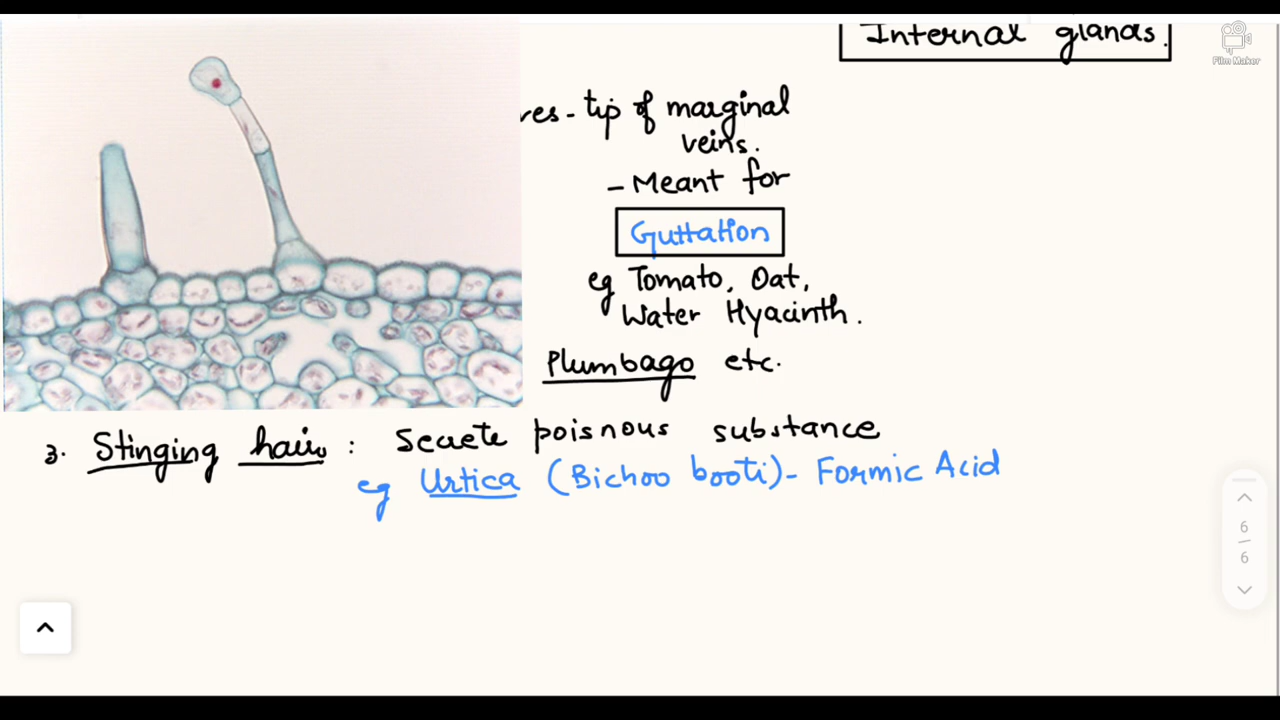 Internal glands.
Film Maker
res - tip of marginal
veins.
- Meant for
Guttation
eg Tomato, Oat,
Water Hyacinth.
Plumbago etc.
3. Stinging hairs : Secrete poisnous substance
eg Urtica (Bichoo booti) - Formic Acid
6
6